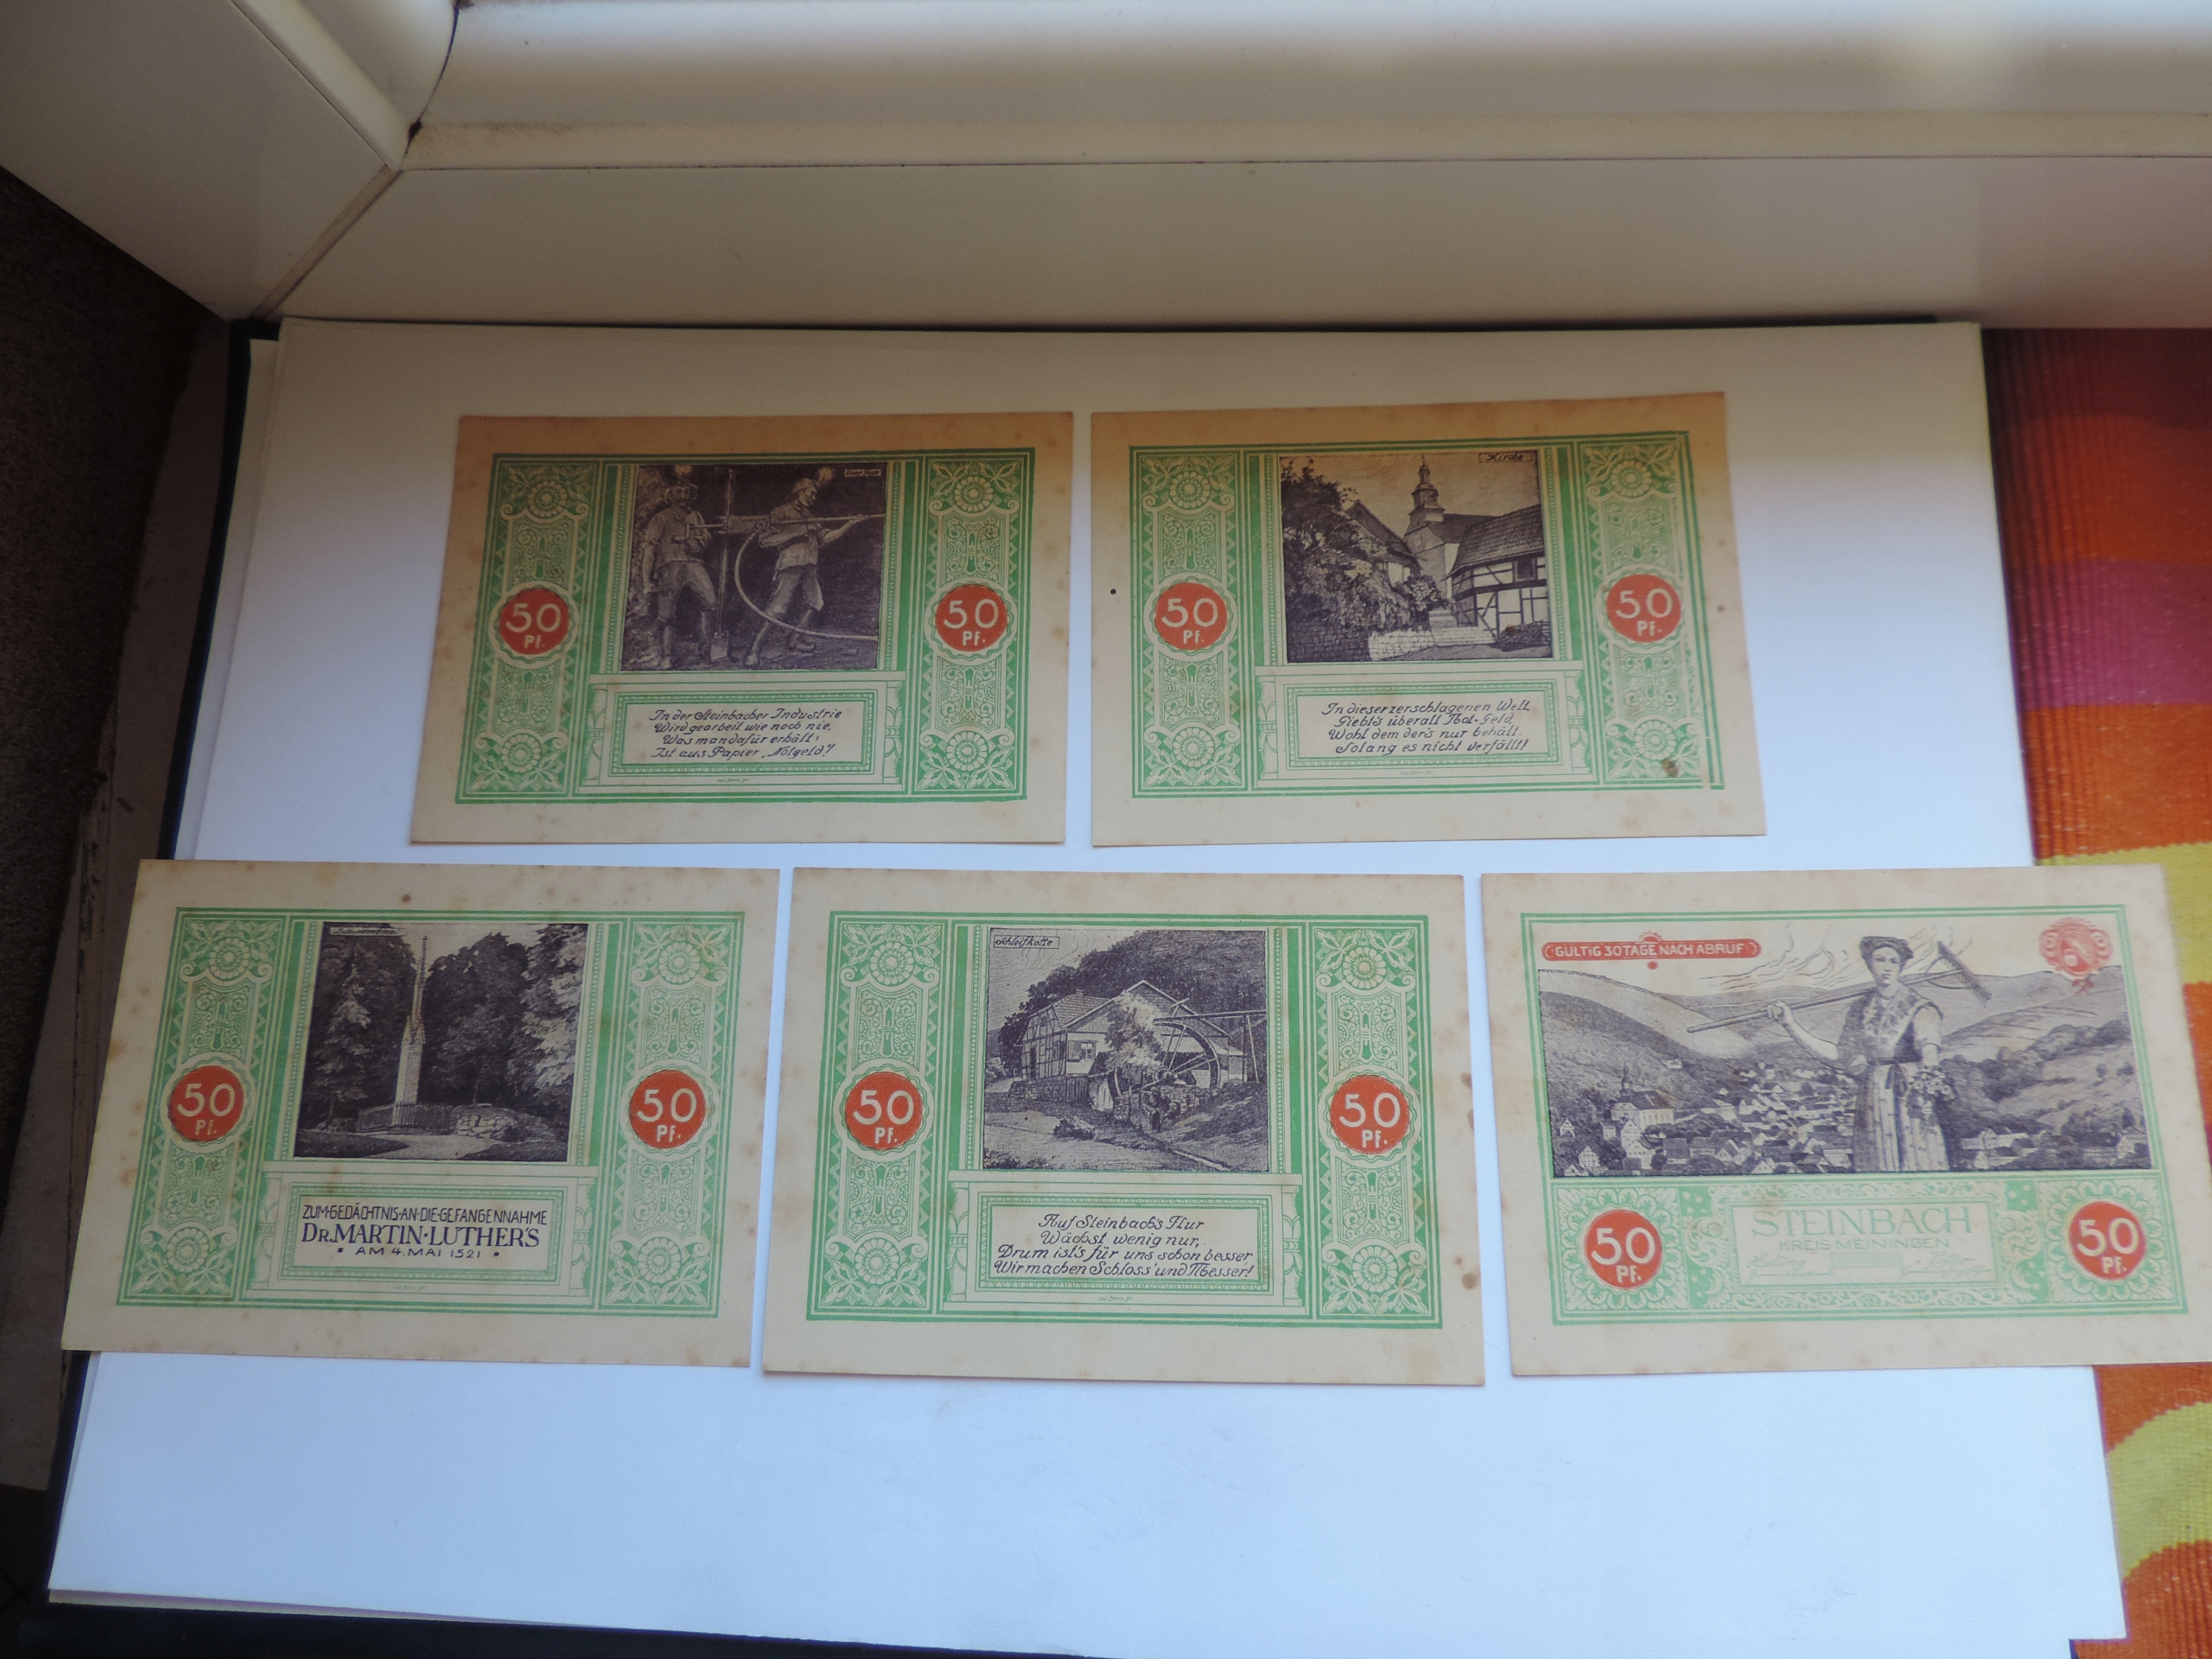 50
Pf.
50
Pf.
In der Steinbacher Industrie
Wird gearbeit wie noch nie,
Was man dafür erhält:
Ist aus Papier „Notgeld“!
Kirche
50
Pf.
50
Pf.
In dieser zerschlagenen Welt
Giebt's überall Not-Geld
Wohl dem der's nur behält
Solang es nicht verfällt!
50
Pf.
50
Pf.
ZUM·GEDÄCHTNIS·AN·DIE·GEFANGENNAHME
DR.MARTIN·LUTHER'S
• AM 4. MAI 1521 •
Schleifkotte
50
Pf.
50
Pf.
Auf Steinbach's Flur
Wächst wenig nur,
Drum ist's für uns schon besser
Wir machen Schloss' und Messer!
GÜLTIG 30 TAGE NACH ABRUF
50
Pf.
STEINBACH
KREIS MEININGEN
50
Pf.